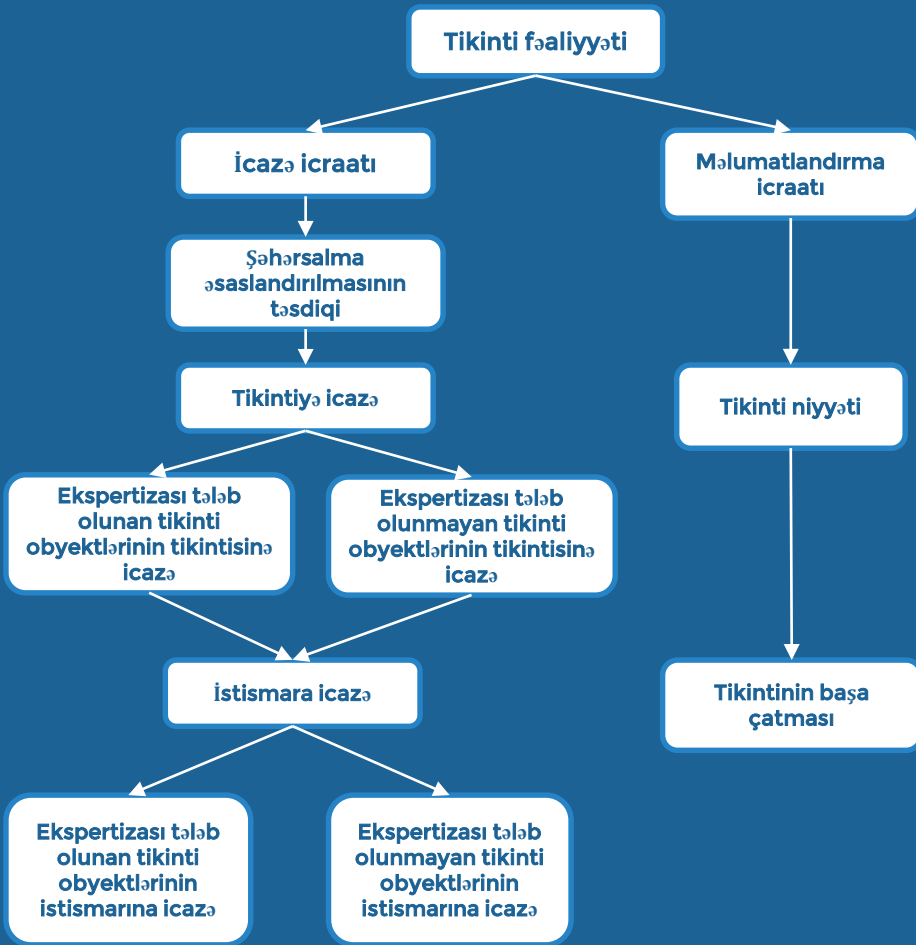 Tikinti fəaliyyəti
İcazə icraatı
Məlumatlandırma
icraatı
Şəhərsalma
əsaslandırılmasının
təsdiqi
Tikintiyə icazə
Tikinti niyyəti
Ekspertizası tələb
olunan tikinti
obyektlərinin tikintisinə
icazə
Ekspertizası tələb
olunmayan tikinti
obyektlərinin tikintisinə
icazə
İstismara icazə
Tikintinin başa
çatması
Ekspertizası tələb
olunan tikinti
obyektlərinin
istismarına icazə
Ekspertizası tələb
olunmayan tikinti
obyektlərinin
istismarına icazə